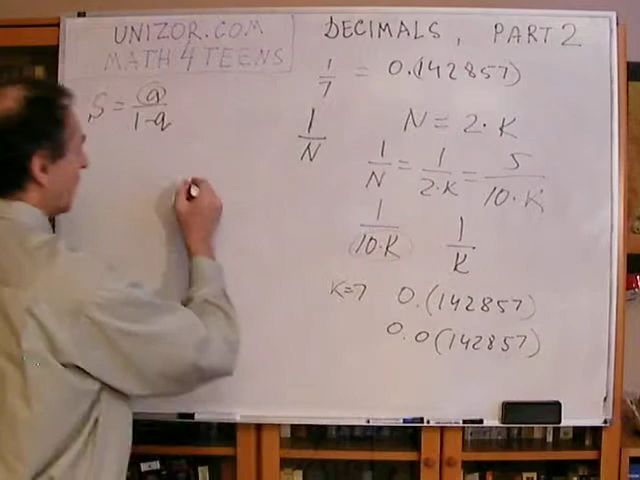 UNIZOR.COM
MATH 4 TEENS
DECIMALS, PART 2
1/7 = 0.(142857)
S = a/1-q
1/N
N = 2·K
1/N = 1/2·K = 5/10·K
1/10·K
1/K
K=7 0.(142857)
0.0(142857)